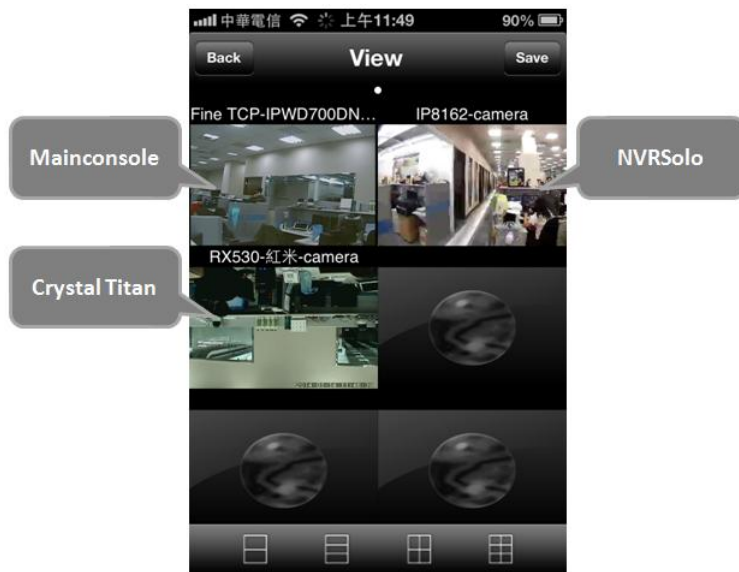 中華電信 上午11:49 90%
Back View Save
Fine TCP-IPWD700DN... IP8162-camera
Mainconsole
NVRSolo
RX530-紅米-camera
Crystal Titan